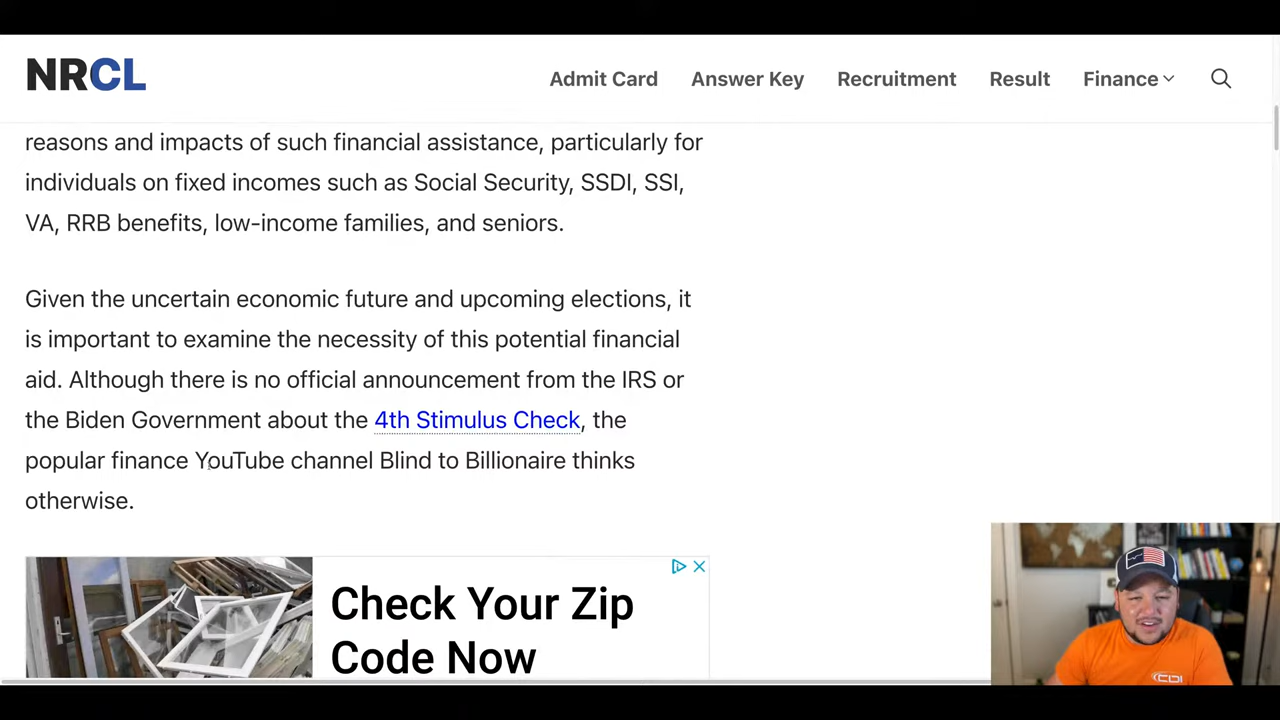 NRCL
Admit Card
Answer Key
Recruitment
Result
Finance
reasons and impacts of such financial assistance, particularly for
individuals on fixed incomes such as Social Security, SSDI, SSI,
VA, RRB benefits, low-income families, and seniors.
Given the uncertain economic future and upcoming elections, it
is important to examine the necessity of this potential financial
aid. Although there is no official announcement from the IRS or
the Biden Government about the 4th Stimulus Check, the
popular finance YouTube channel Blind to Billionaire thinks
otherwise.
Check Your Zip
Code Now
CDI